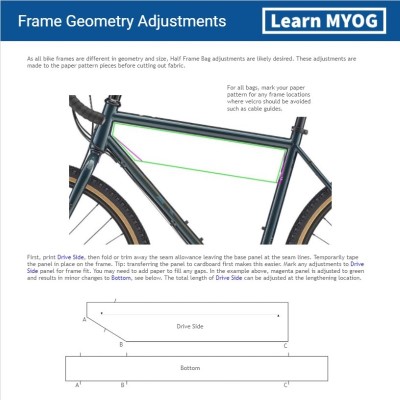 Frame Geometry Adjustments
Learn MYOG
As all bike frames are different in geometry and size, Half Frame Bag adjustments are likely desired. These adjustments are
made to the paper pattern pieces before cutting out fabric.
For all bags, mark your paper
pattern for any frame locations
where velcro should be avoided
such as cable guides.
First, print Drive Side, then fold or trim away the seam allowance leaving the base panel at the seam lines. Temporarily tape
the panel in place on the frame. Tip: transferring the panel to cardboard first makes this easier. Mark any adjustments to Drive
Side panel for frame fit. You may need to add paper to fill any gaps. In the example above, magenta panel is adjusted to green
and results in minor changes to Bottom, see below. The total length of Drive Side can be adjusted at the lengthening location.
A
Drive Side
B
C
Bottom
A
B
C